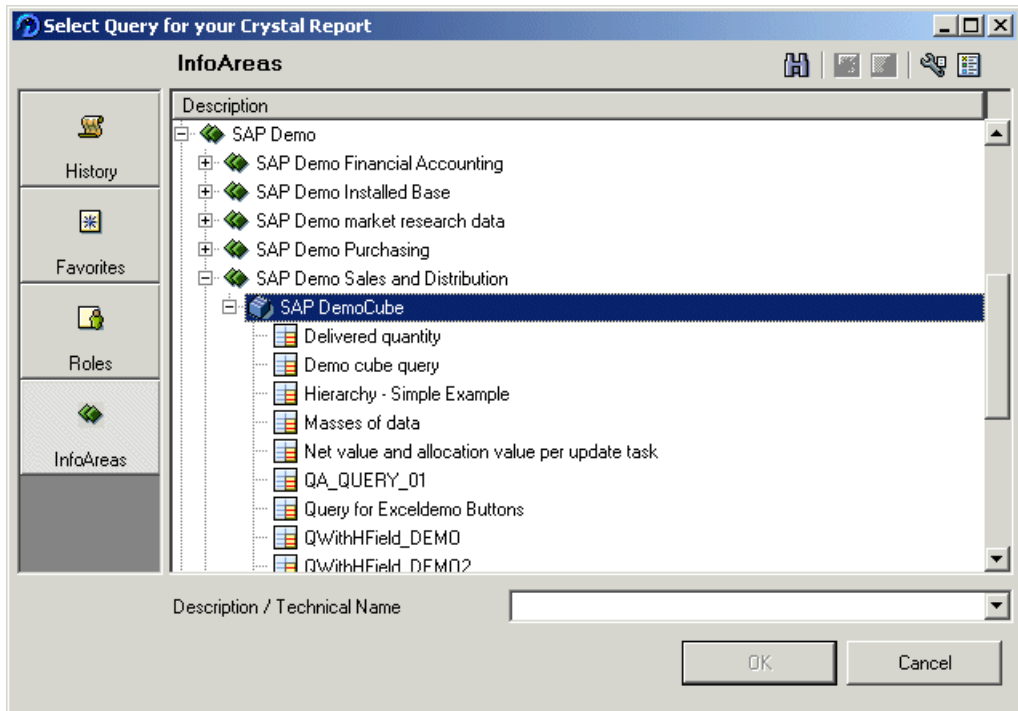 Select Query for your Crystal Report
InfoAreas
Description
SAP Demo
SAP Demo Financial Accounting
SAP Demo Installed Base
SAP Demo market research data
SAP Demo Purchasing
SAP Demo Sales and Distribution
SAP DemoCube
Delivered quantity
Demo cube query
Hierarchy - Simple Example
Masses of data
Net value and allocation value per update task
QA_QUERY_01
Query for Exceldemo Buttons
QWithHField_DEMO
QWithHField_DEMO2
History
Favorites
Roles
InfoAreas
Description / Technical Name
OK
Cancel